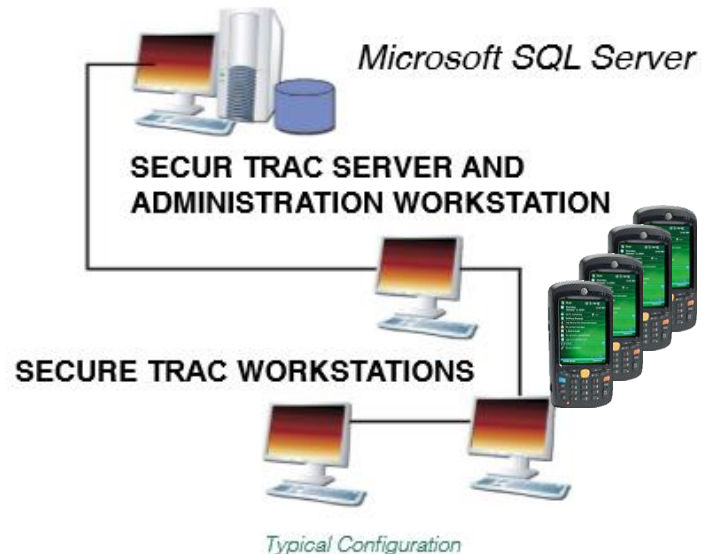 Microsoft SQL Server
SECUR TRAC SERVER AND
ADMINISTRATION WORKSTATION
SECURE TRAC WORKSTATIONS
Typical Configuration